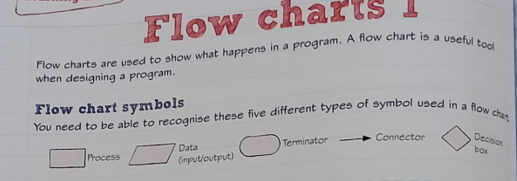 Flow charts 1
Flow charts are used to show what happens in a program. A flow chart is a useful tool
when designing a program.
Flow chart symbols
You need to be able to recognise these five different types of symbol used in a flow chart.
Process
Data
(input/output)
Terminator
Connector
Decision
box